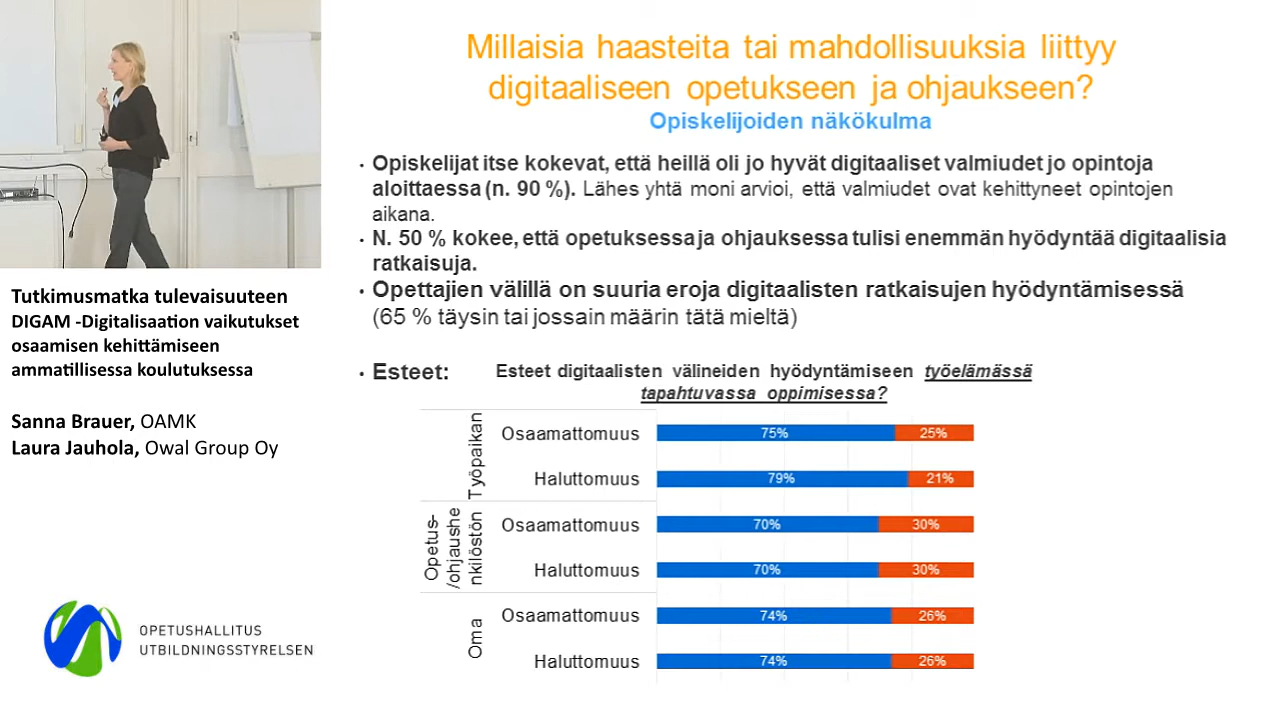 Millaisia haasteita tai mahdollisuuksia liittyy
digitaaliseen opetukseen ja ohjaukseen?
Opiskelijoiden näkökulma
• Opiskelijat itse kokevat, että heillä oli jo hyvät digitaaliset valmiudet jo opintoja
aloittaessa (n. 90 %). Lähes yhtä moni arvioi, että valmiudet ovat kehittyneet opintojen
aikana.
• N. 50 % kokee, että opetuksessa ja ohjauksessa tulisi enemmän hyödyntää digitaalisia
ratkaisuja.
• Opettajien välillä on suuria eroja digitaalisten ratkaisujen hyödyntämisessä
(65 % täysin tai jossain määrin tätä mieltä)
• Esteet:
Esteet digitaalisten välineiden hyödyntämiseen työelämässä
tapahtuvassa oppimisessa?
Työpaikan
Osaamattomuus 75% 25%
Haluttomuus 79% 21%
Opetus-
/ohjaushe
nkilöstön
Osaamattomuus 70% 30%
Haluttomuus 70% 30%
Oma
Osaamattomuus 74% 26%
Haluttomuus 74% 26%
Tutkimusmatka tulevaisuuteen
DIGAM -Digitalisaation vaikutukset
osaamisen kehittämiseen
ammatillisessa koulutuksessa
Sanna Brauer, OAMK
Laura Jauhola, Owal Group Oy
OPETUSHALLITUS
UTBILDNINGSSTYRELSEN